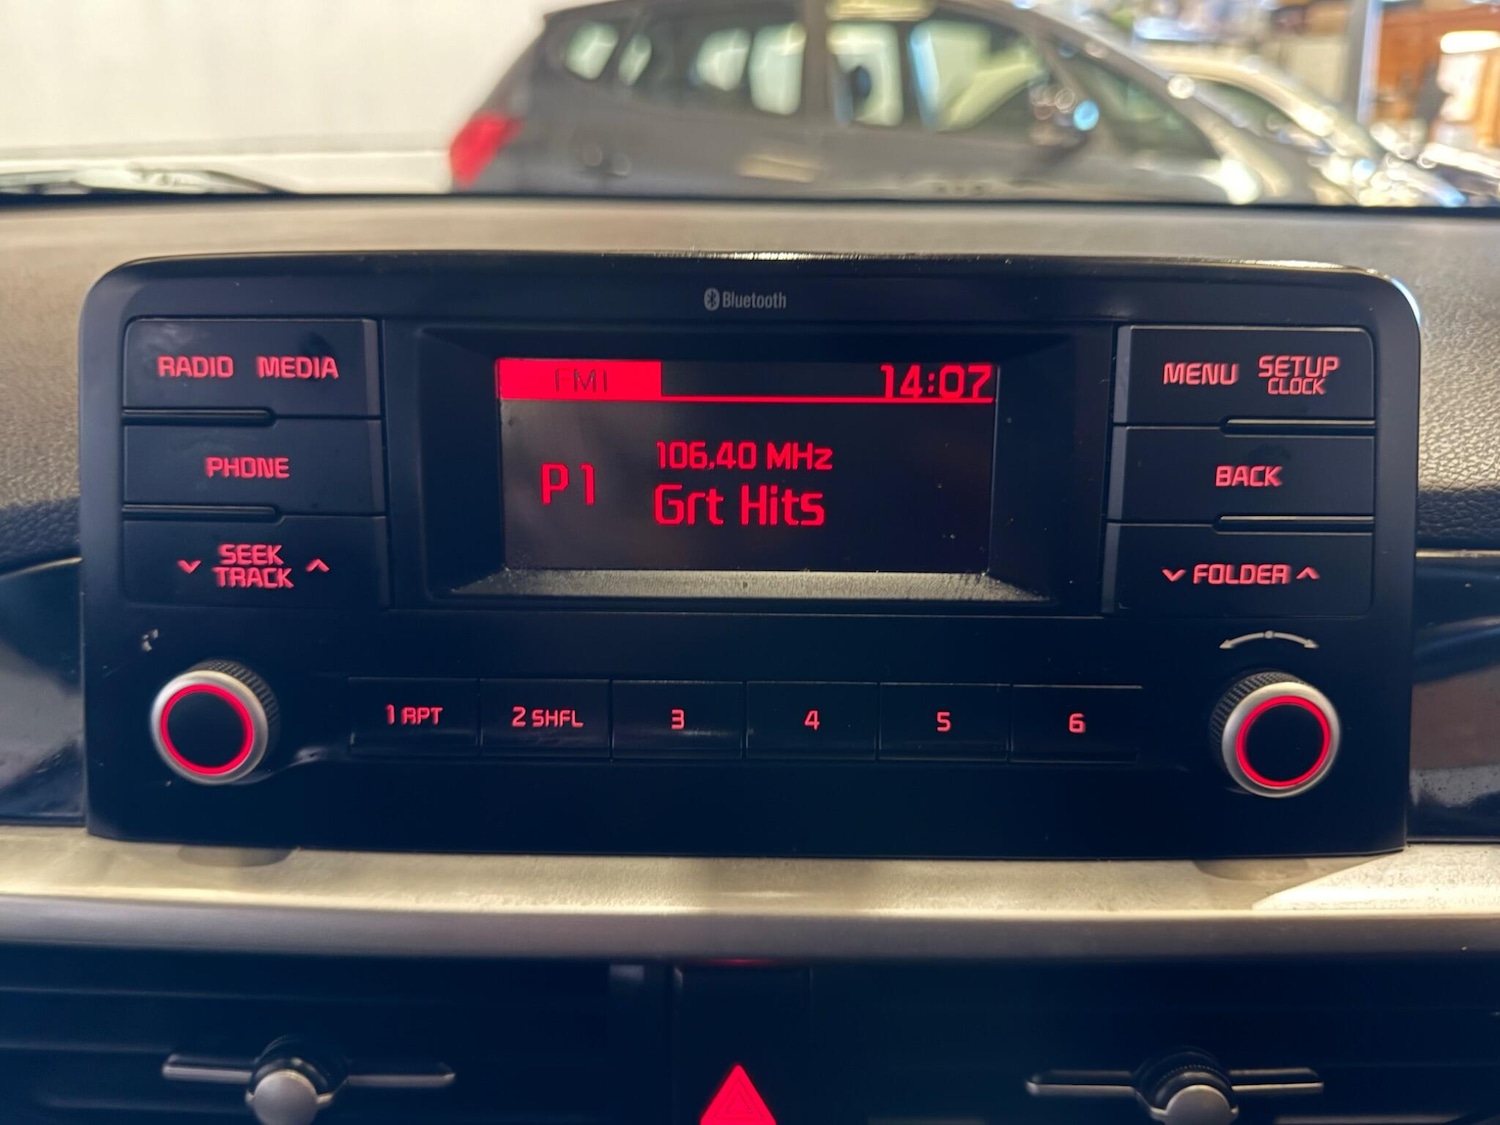 Bluetooth
RADIO MEDIA
PHONE
SEEK
TRACK
FM1
14:07
P1
106,40 MHz
Grt Hits
MENU SETUP
CLOCK
BACK
FOLDER
1 RPT
2 SHFL
3
4
5
6